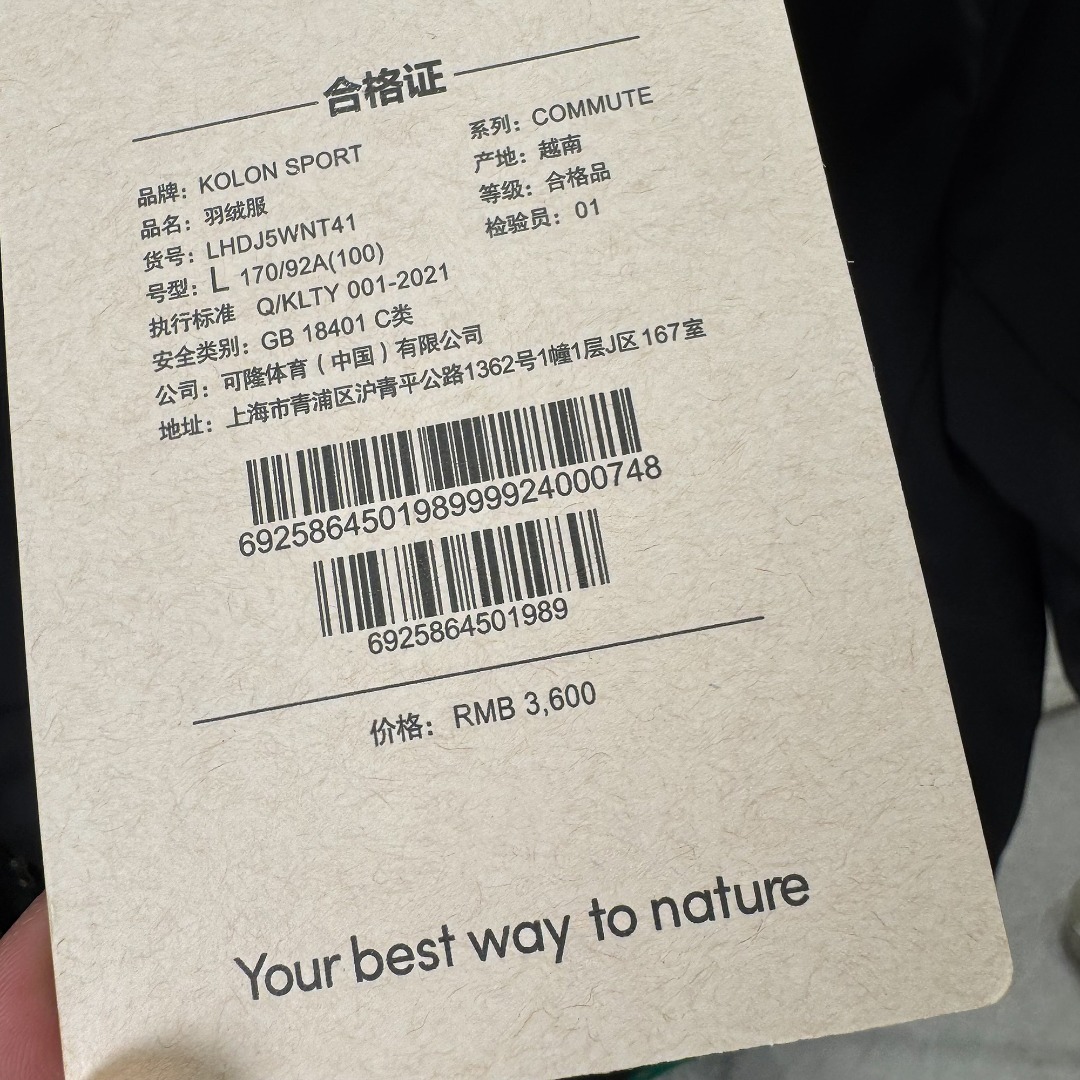 合格证
品牌：KOLON SPORT
系列：COMMUTE
品名：羽绒服
产地：越南
货号：LHDJ5WNT41
等级：合格品
号型：L 170/92A(100)
检验员：01
执行标准 Q/KLTY 001-2021
安全类别：GB 18401 C类
公司：可隆体育（中国）有限公司
地址：上海市青浦区沪青平公路1362号1幢1层J区167室
692586450198999924000748
6925864501989
价格：RMB 3,600
Your best way to nature